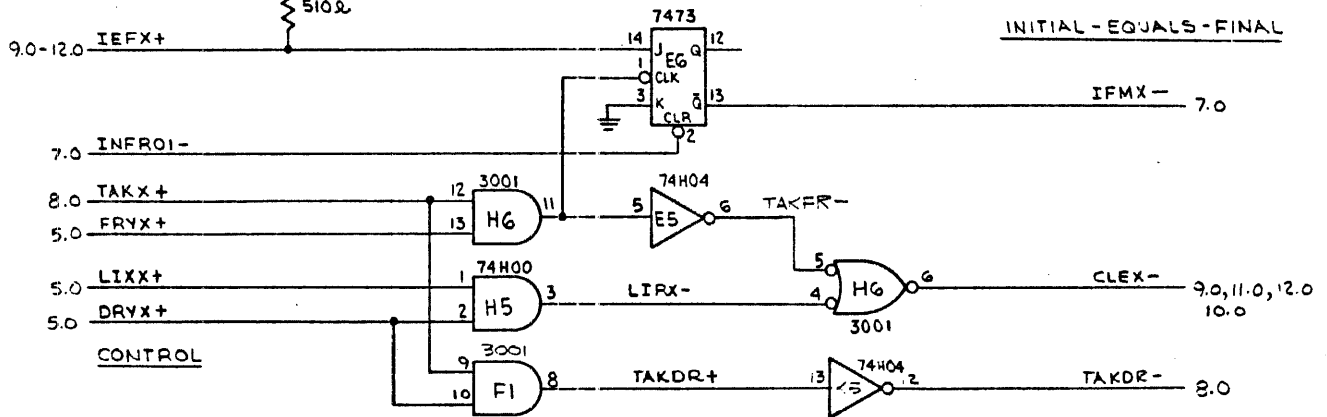 510Ω
7473
INITIAL-EQUALS-FINAL
9.0-12.0 IEFX+ 14 J Q 12
E6
1 CLK
3 K Q̄ 13 IFMX- 7.0
CLR
2
7.0 INFROI-
8.0 TAKX+ 12 3001 11 5 74H04 6 TAKFR-
H6 E5
5.0 FRYX+ 13
5.0 LIXX+ 1 74H00 3 LIRX- 4 5 6 CLEX- 9.0,11.0,12.0
H5 H6 10.0
5.0 DRYX+ 2 3001
CONTROL
9 3001 8 TAKDR+ 13 74H04 12 TAKDR- 8.0
F1
10